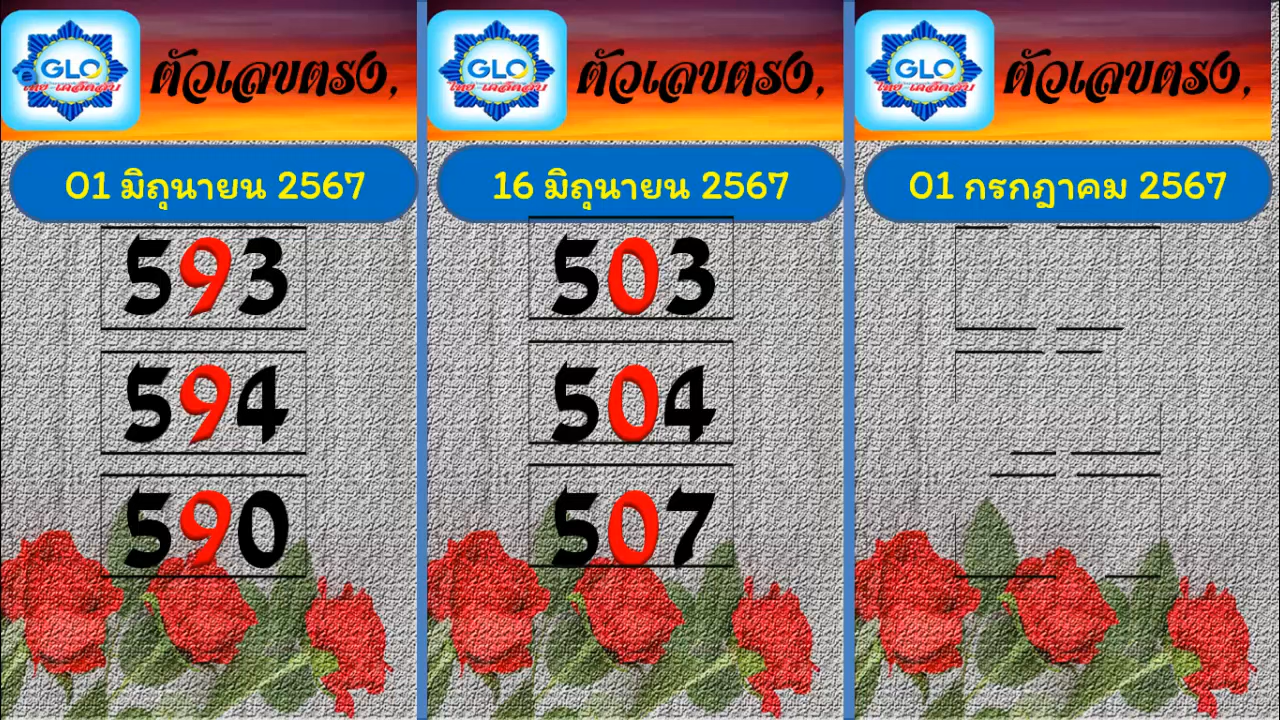 GLO
ตัวเลขตรง,
01 มิถุนายน 2567
593
594
590
GLO
ตัวเลขตรง,
16 มิถุนายน 2567
503
504
507
GLO
ตัวเลขตรง,
01 กรกฎาคม 2567